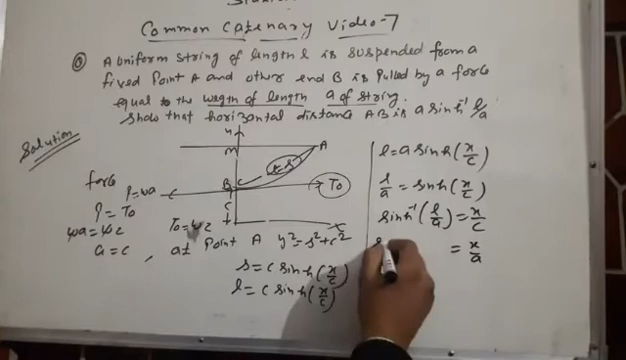 Common Catenary Video-7
Q A uniform string of length l is suspended from a
fixed Point A and other end B is Pulled by a force
equal to the wegth of length a of string.
show that horizontal distance AB is a sinh⁻¹ l/a
Solution
y
M
A
B
C
T₀
C
x
force
P=wa
P = T₀
wa = wc
a = c ,
T₀ = wc
at Point A y² = s² + c²
s = c sinh (x/c)
l = c sinh (x/c)
l = a sinh (x/c)
l/a = sinh (x/c)
sinh⁻¹ (l/a) = x/c
= x/a